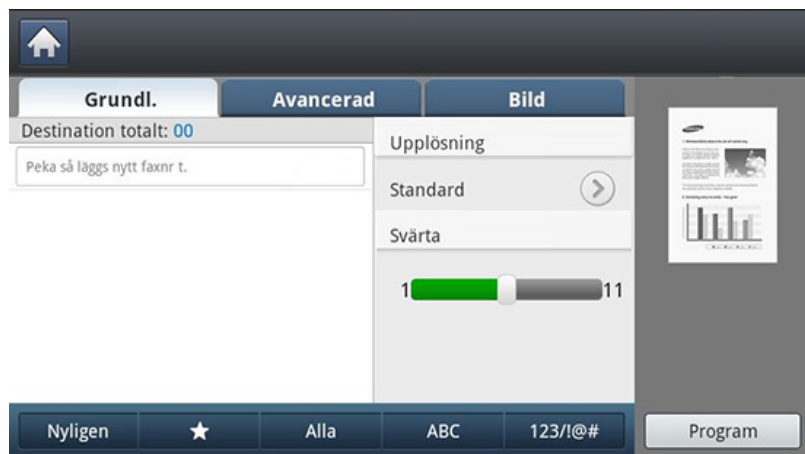 Grundl.
Avancerad
Bild
Destination totalt: 00
Peka så läggs nytt faxnr t.
Upplösning
Standard
Svärta
1
11
Nyligen
Alla
ABC
123/!@#
Program